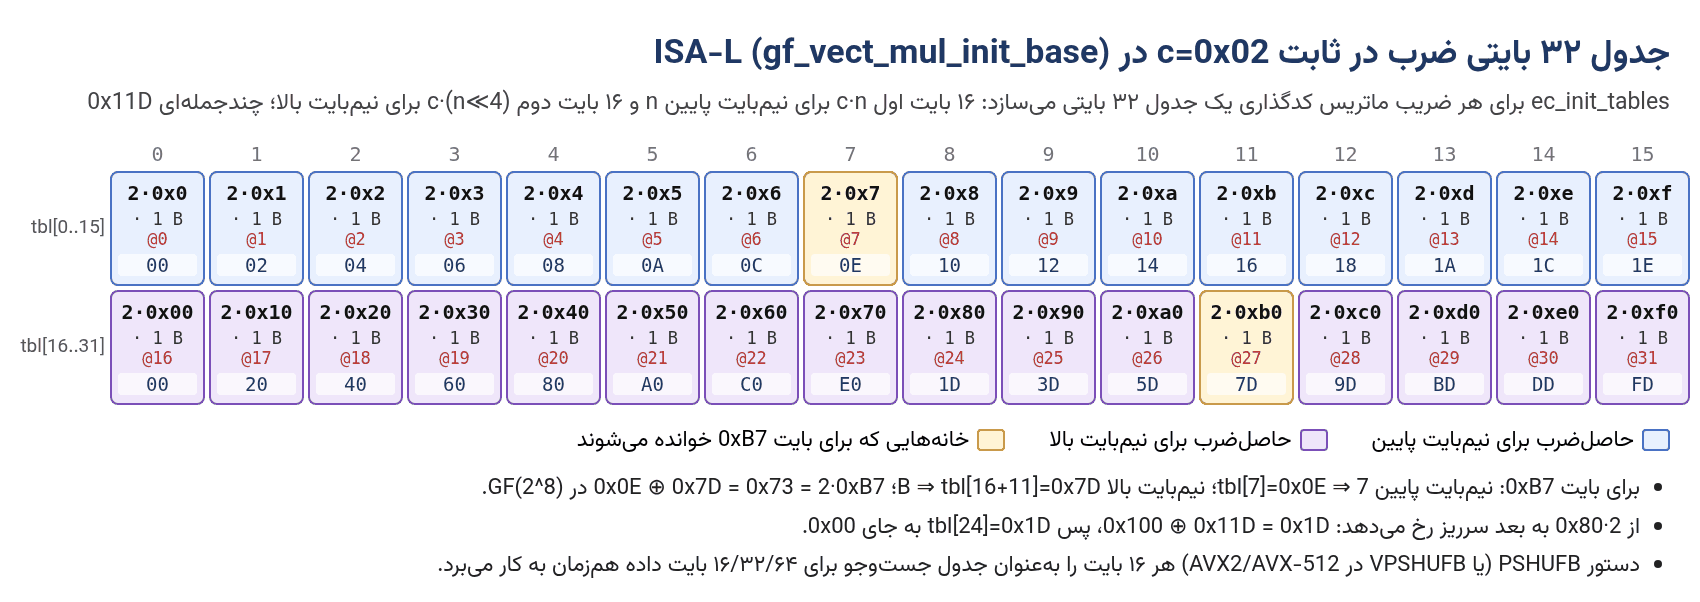 جدول ۳۲ بایتی ضرب در ثابت c=0x02 در ISA-L (gf_vect_mul_init_base)
ec_init_tables برای هر ضریب ماتریس کدگذاری یک جدول ۳۲ بایتی می‌سازد: ۱۶ بایت اول c·n برای نیم‌بایت پایین n و ۱۶ بایت دوم c·(n≪4) برای نیم‌بایت بالا؛ چندجمله‌ای 0x11D
0 1 2 3 4 5 6 7 8 9 10 11 12 13 14 15
tbl[0..15]
2·0x0 2·0x1 2·0x2 2·0x3 2·0x4 2·0x5 2·0x6 2·0x7 2·0x8 2·0x9 2·0xa 2·0xb 2·0xc 2·0xd 2·0xe 2·0xf
· 1 B · 1 B · 1 B · 1 B · 1 B · 1 B · 1 B · 1 B · 1 B · 1 B · 1 B · 1 B · 1 B · 1 B · 1 B · 1 B
@0 @1 @2 @3 @4 @5 @6 @7 @8 @9 @10 @11 @12 @13 @14 @15
00 02 04 06 08 0A 0C 0E 10 12 14 16 18 1A 1C 1E
tbl[16..31]
2·0x00 2·0x10 2·0x20 2·0x30 2·0x40 2·0x50 2·0x60 2·0x70 2·0x80 2·0x90 2·0xa0 2·0xb0 2·0xc0 2·0xd0 2·0xe0 2·0xf0
· 1 B · 1 B · 1 B · 1 B · 1 B · 1 B · 1 B · 1 B · 1 B · 1 B · 1 B · 1 B · 1 B · 1 B · 1 B · 1 B
@16 @17 @18 @19 @20 @21 @22 @23 @24 @25 @26 @27 @28 @29 @30 @31
00 20 40 60 80 A0 C0 E0 1D 3D 5D 7D 9D BD DD FD
حاصل‌ضرب برای نیم‌بایت پایین
حاصل‌ضرب برای نیم‌بایت بالا
خانه‌هایی که برای بایت 0xB7 خوانده می‌شوند
• برای بایت 0xB7: نیم‌بایت پایین 7 ⇒ tbl[7]=0x0E؛ نیم‌بایت بالا B ⇒ tbl[16+11]=0x7D؛ 0x0E ⊕ 0x7D = 0x73 = 2·0xB7 در GF(2^8).
• از 2·0x80 به بعد سرریز رخ می‌دهد: 0x100 ⊕ 0x11D = 0x1D، پس tbl[24]=0x1D به جای 0x00.
• دستور PSHUFB (یا VPSHUFB در AVX2/AVX-512) هر ۱۶ بایت را به‌عنوان جدول جست‌وجو برای ۱۶/۳۲/۶۴ بایت داده هم‌زمان به کار می‌برد.